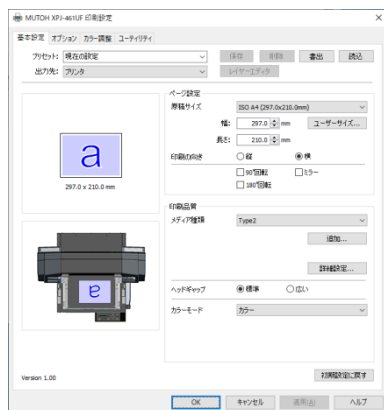 MUTOH XPJ-461UF 印刷設定
基本設定 オプション カラー調整 ユーティリティ
プリセット: 現在の設定 保存 削除 書出 読込
出力先: プリンタ レイヤーエディタ
ページ設定
原稿サイズ ISO A4 (297.0x210.0mm)
幅: 297.0 mm ユーザーサイズ...
長さ: 210.0 mm
印刷の向き 縦 横
90°回転 ミラー
180°回転
a
297.0 x 210.0 mm
印刷品質
メディア種類 Type2
追加...
詳細設定...
ヘッドギャップ 標準 広い
カラーモード カラー
a
Version 1.00
初期設定に戻す
OK キャンセル 適用(A) ヘルプ